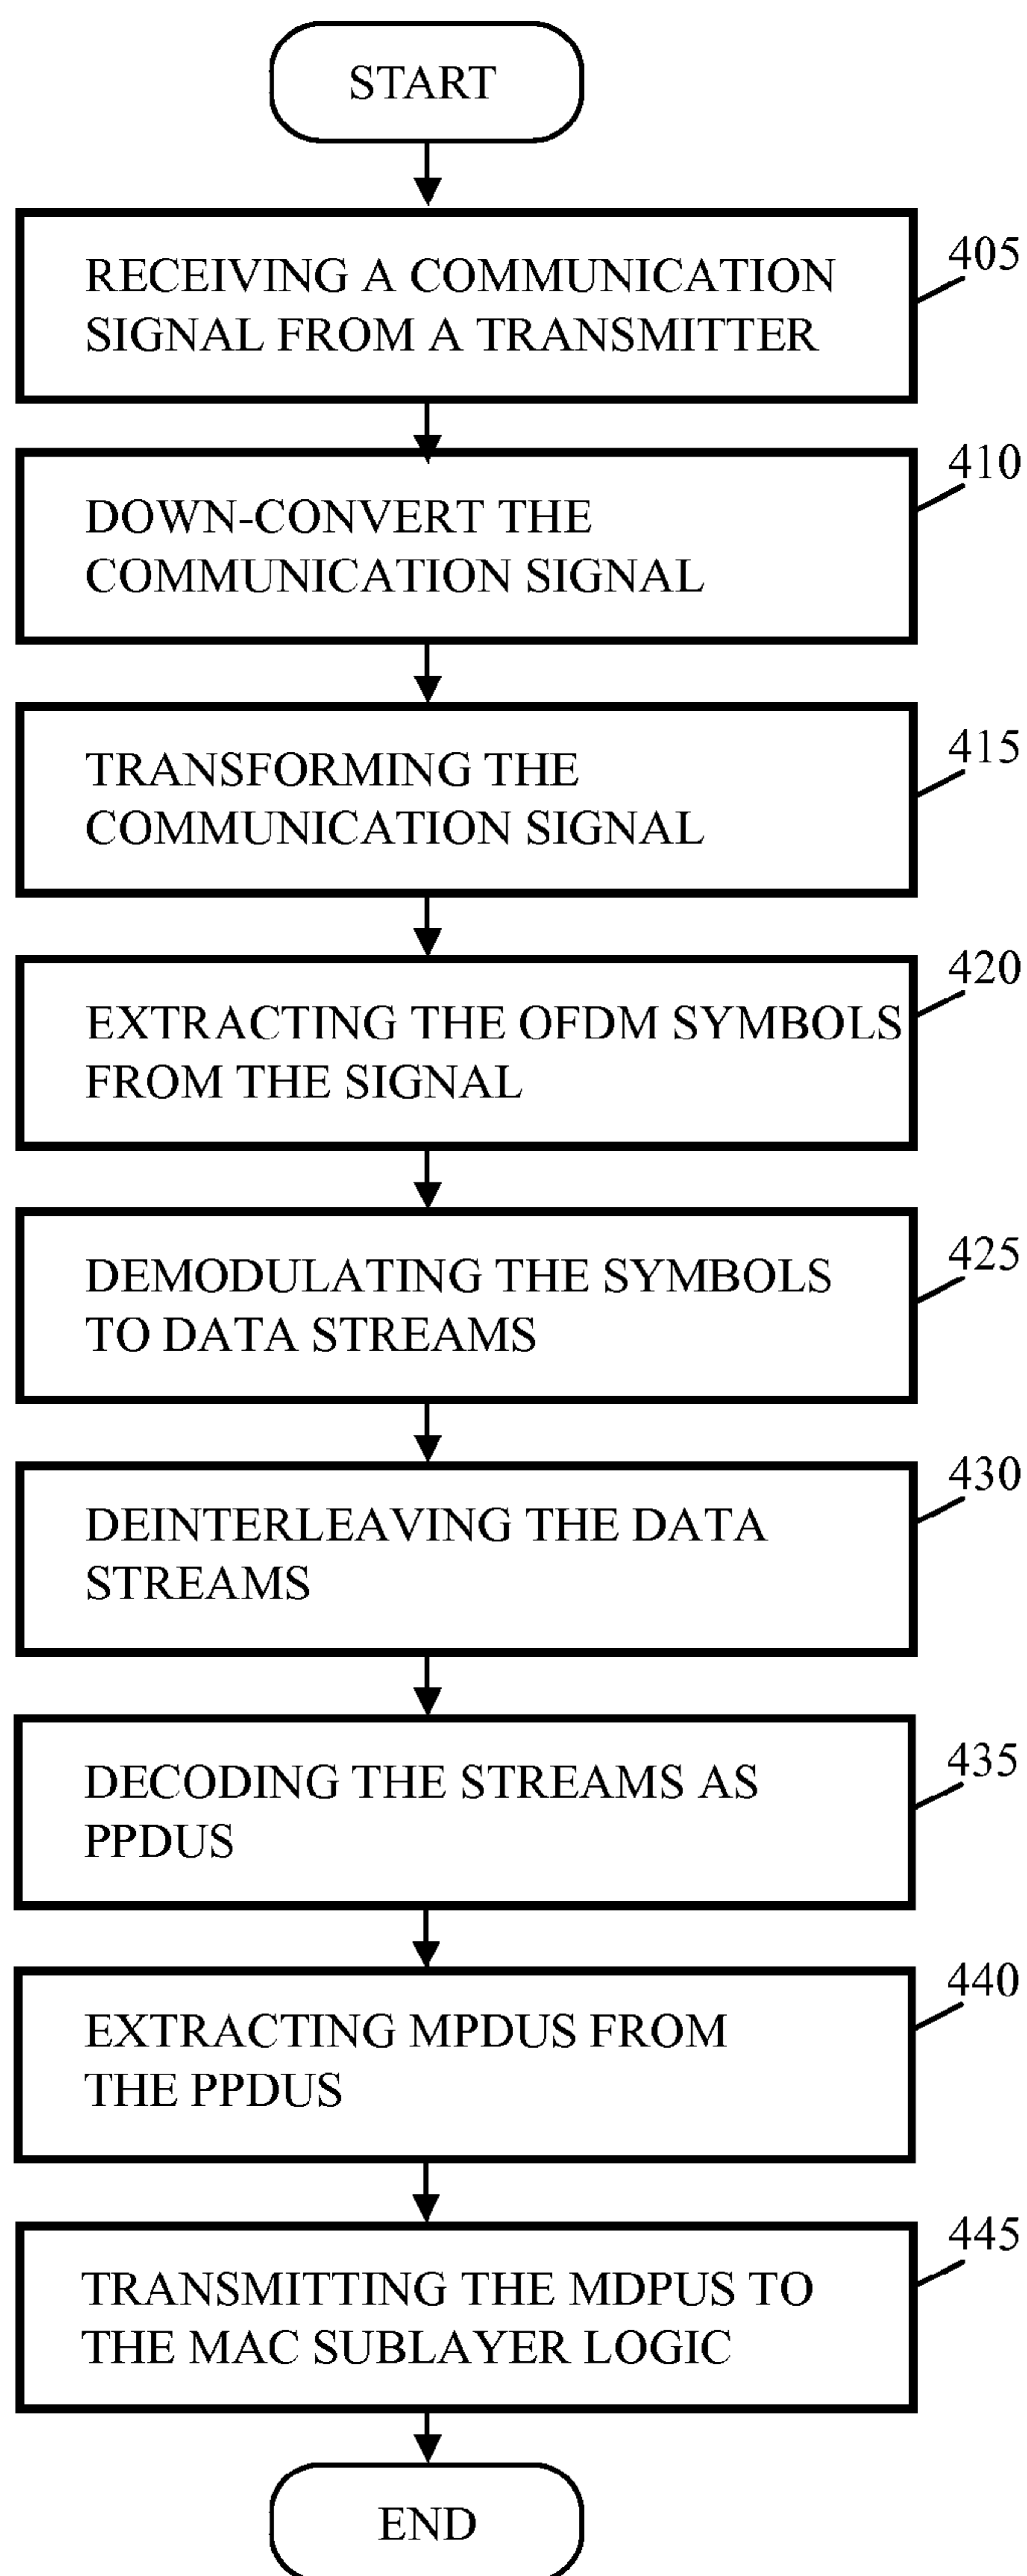 START
RECEIVING A COMMUNICATION
SIGNAL FROM A TRANSMITTER
405
DOWN-CONVERT THE
COMMUNICATION SIGNAL
410
TRANSFORMING THE
COMMUNICATION SIGNAL
415
EXTRACTING THE OFDM SYMBOLS
FROM THE SIGNAL
420
DEMODULATING THE SYMBOLS
TO DATA STREAMS
425
DEINTERLEAVING THE DATA
STREAMS
430
DECODING THE STREAMS AS
PPDUS
435
EXTRACTING MPDUS FROM
THE PPDUS
440
TRANSMITTING THE MDPUS TO
THE MAC SUBLAYER LOGIC
445
END